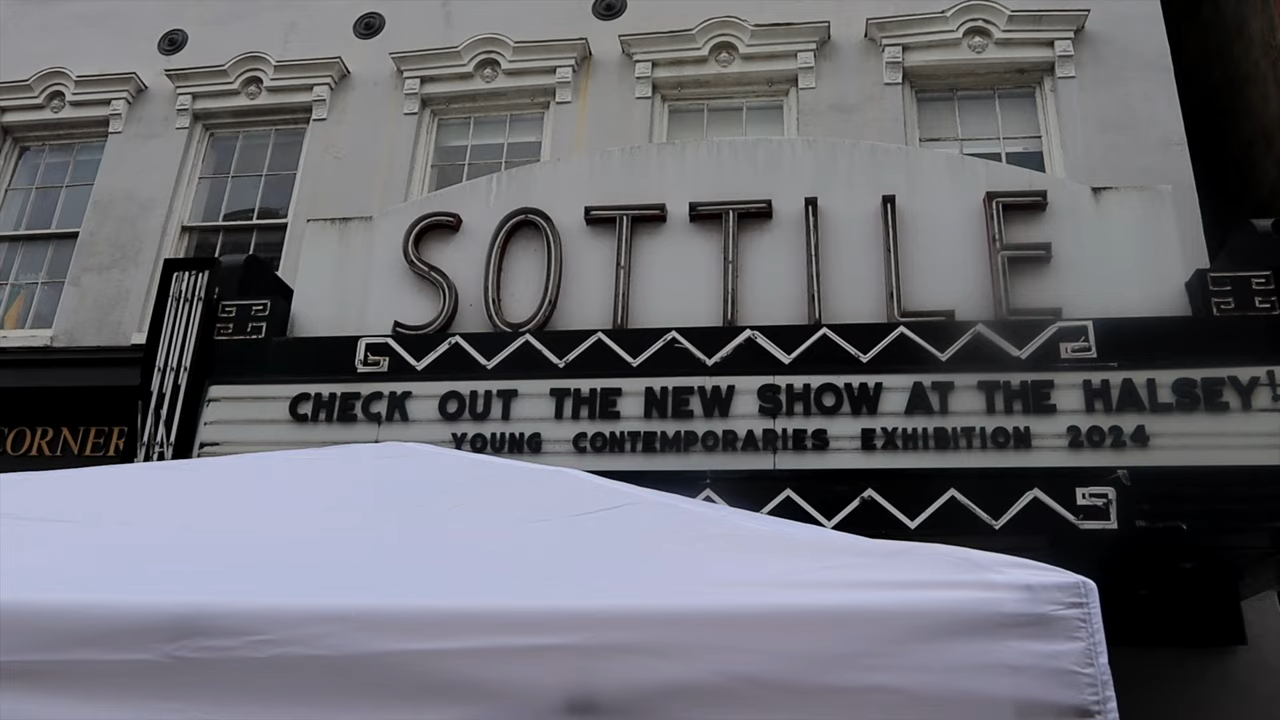 SOTTILE
CHECK OUT THE NEW SHOW AT THE HALSEY!
YOUNG CONTEMPORARIES EXHIBITION 2024
CORNER